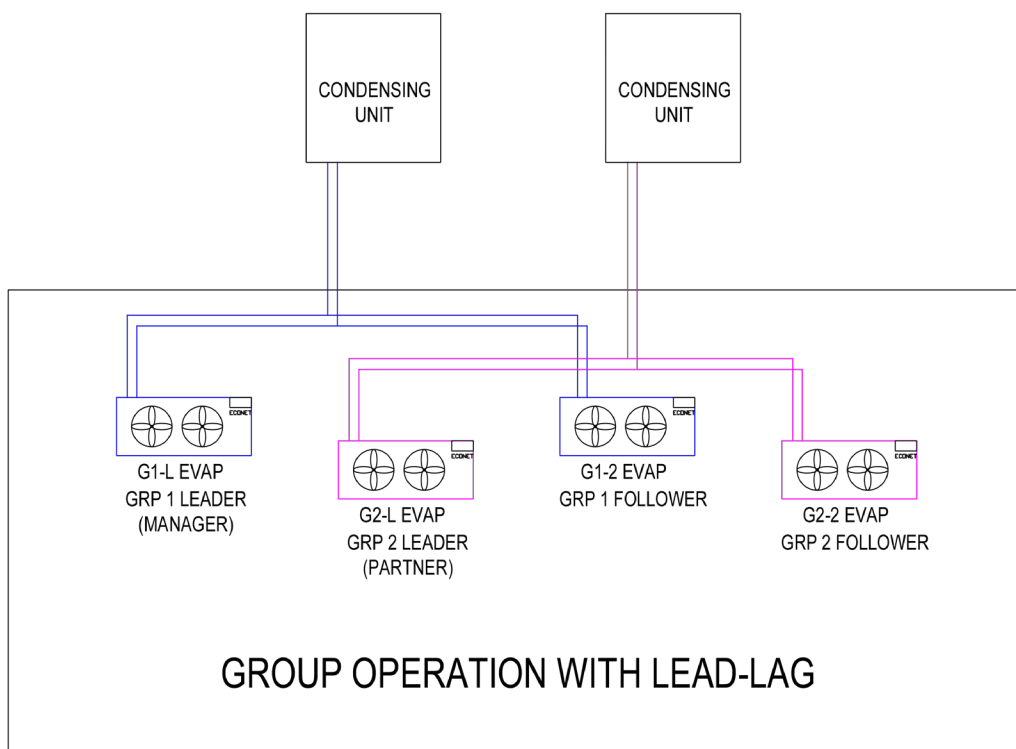 CONDENSING
UNIT
CONDENSING
UNIT
ECONET
ECONET
ECONET
ECONET
G1-L EVAP
GRP 1 LEADER
(MANAGER)
G2-L EVAP
GRP 2 LEADER
(PARTNER)
G1-2 EVAP
GRP 1 FOLLOWER
G2-2 EVAP
GRP 2 FOLLOWER
GROUP OPERATION WITH LEAD-LAG